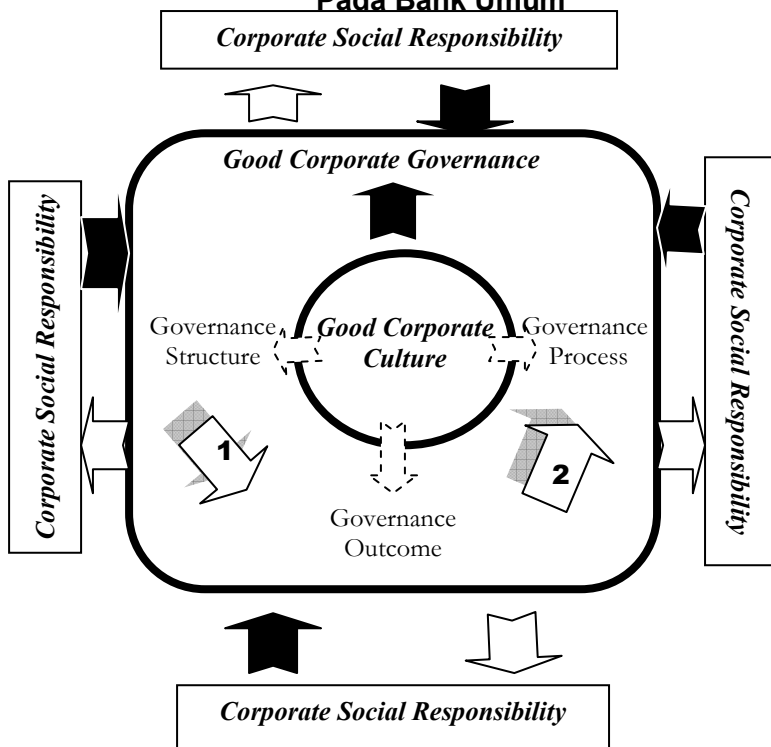 Pada Bank Umum
Corporate Social Responsibility
Good Corporate Governance
Corporate Social Responsibility
Corporate Social Responsibility
Governance
Structure
Good Corporate
Culture
Governance
Process
1
2
Governance
Outcome
Corporate Social Responsibility